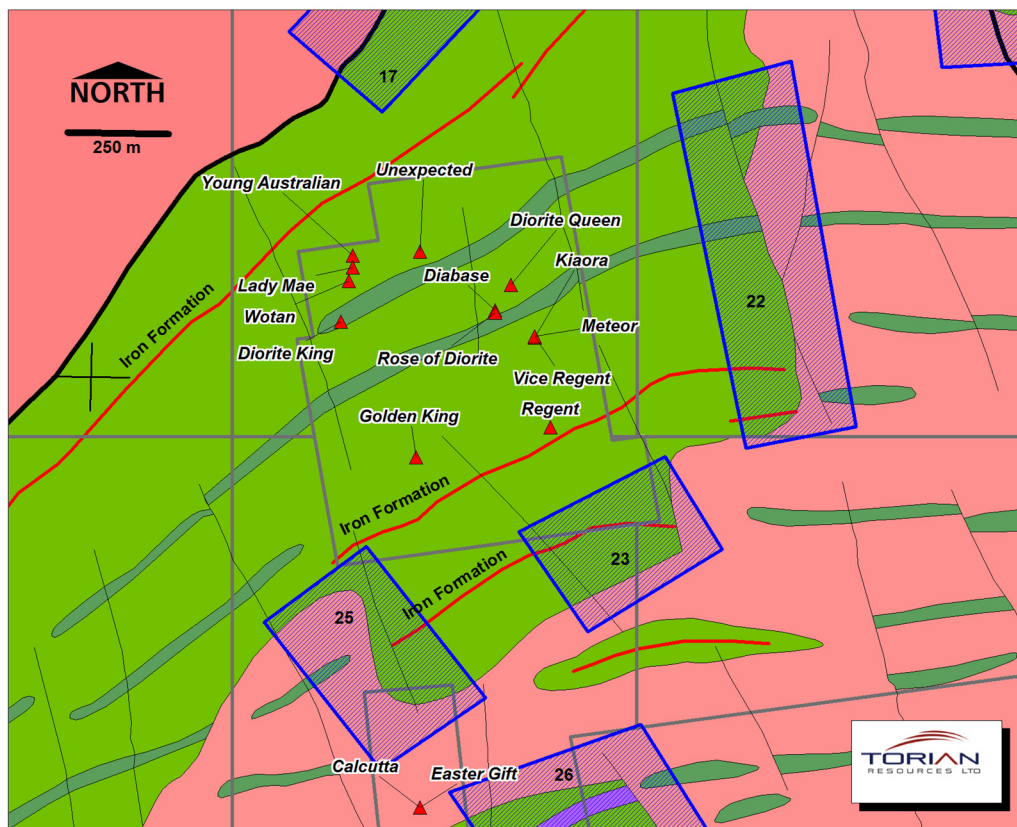 17
NORTH
250 m
Unexpected
Young Australian
Diorite Queen
Kiaora
Diabase
Lady Mae
22
Wotan
Iron Formation
Meteor
Diorite King
Rose of Diorite
Vice Regent
Golden King
Regent
Iron Formation
23
Iron Formation
25
TORIAN
RESOURCES LTD
Calcutta
Easter Gift
26